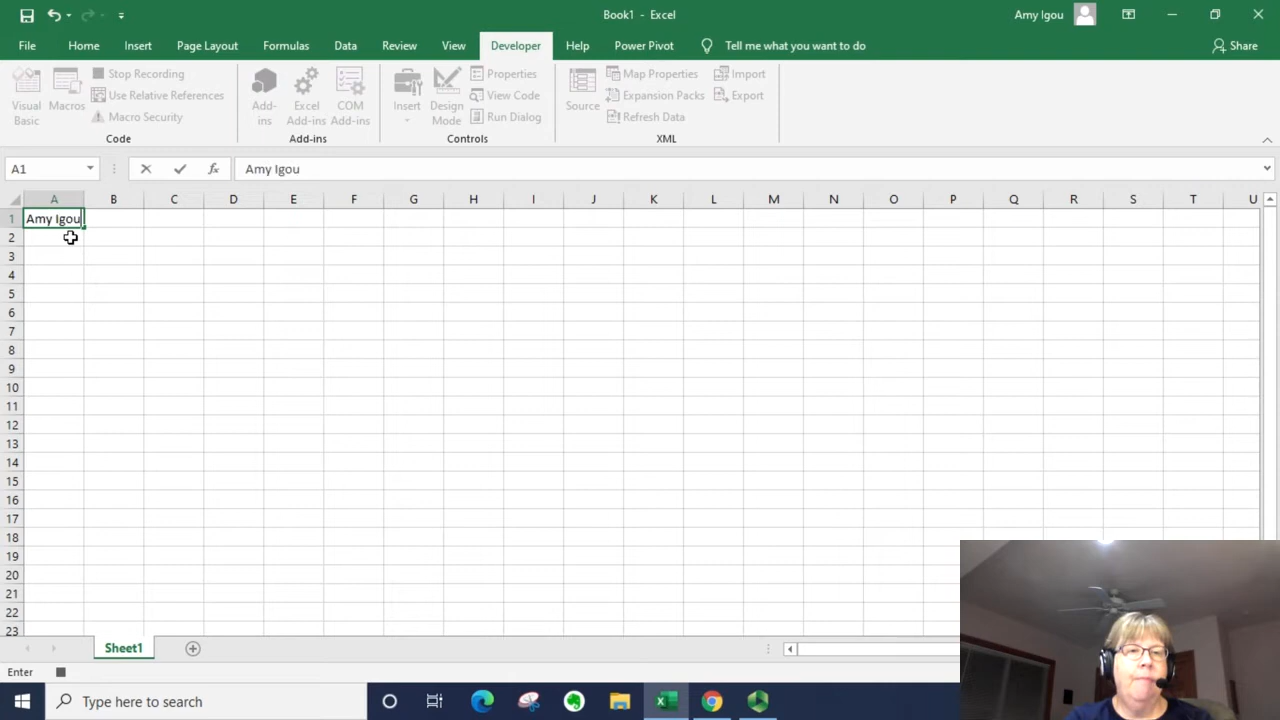 Book1 - Excel
Amy Igou
File Home Insert Page Layout Formulas Data Review View Developer Help Power Pivot Tell me what you want to do Share
Visual Basic
Macros
Stop Recording
Use Relative References
Macro Security
Code
Add-ins
Excel Add-ins
COM Add-ins
Add-ins
Insert
Design Mode
Properties
View Code
Run Dialog
Controls
Source
Map Properties
Expansion Packs
Refresh Data
Import
Export
XML
A1 fx Amy Igou
A B C D E F G H I J K L M N O P Q R S T U
1 Amy Igou
2
3
4
5
6
7
8
9
10
11
12
13
14
15
16
17
18
19
20
21
22
23
Sheet1
Enter
Type here to search